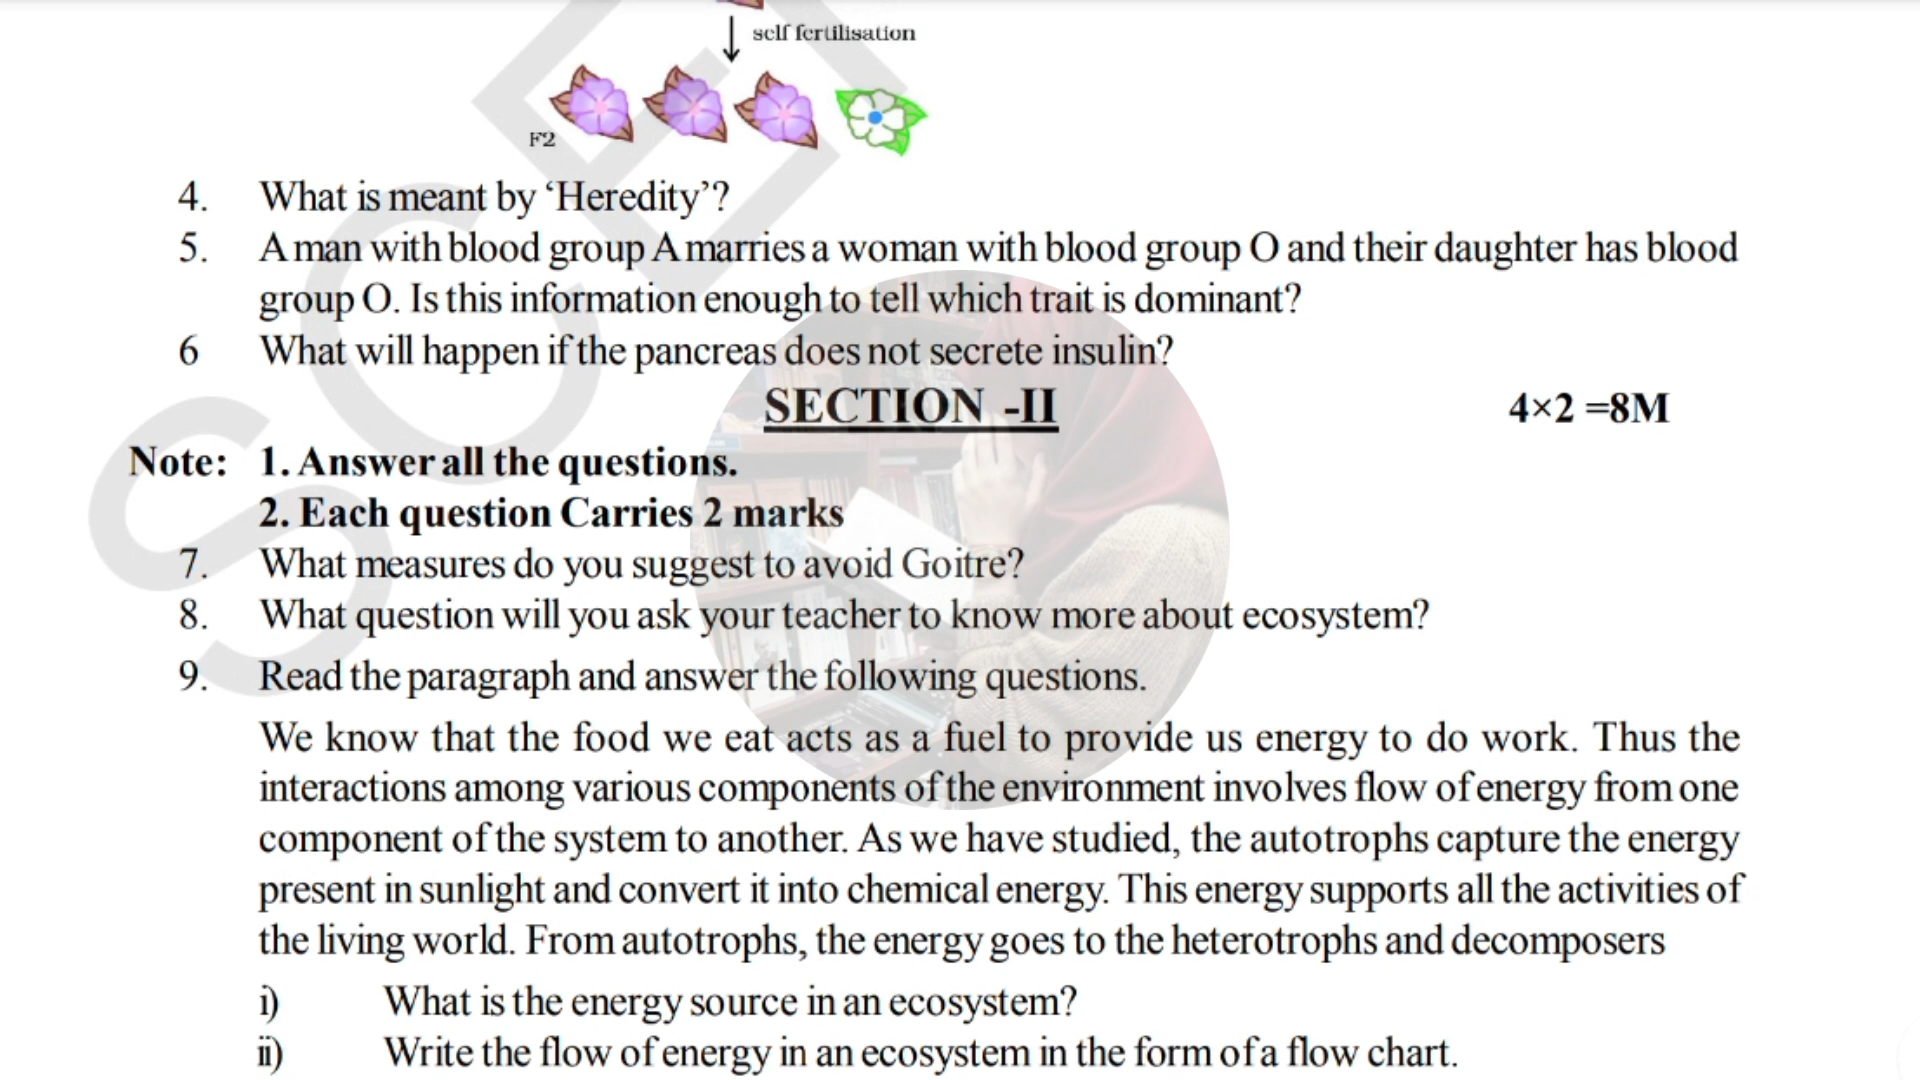 self fertilisation
F2
4. What is meant by ‘Heredity’?
5. A man with blood group A marries a woman with blood group O and their daughter has blood
group O. Is this information enough to tell which trait is dominant?
6 What will happen if the pancreas does not secrete insulin?
SECTION -II 4×2 =8M
Note: 1. Answer all the questions.
2. Each question Carries 2 marks
7. What measures do you suggest to avoid Goitre?
8. What question will you ask your teacher to know more about ecosystem?
9. Read the paragraph and answer the following questions.
We know that the food we eat acts as a fuel to provide us energy to do work. Thus the
interactions among various components of the environment involves flow of energy from one
component of the system to another. As we have studied, the autotrophs capture the energy
present in sunlight and convert it into chemical energy. This energy supports all the activities of
the living world. From autotrophs, the energy goes to the heterotrophs and decomposers
i) What is the energy source in an ecosystem?
ii) Write the flow of energy in an ecosystem in the form of a flow chart.